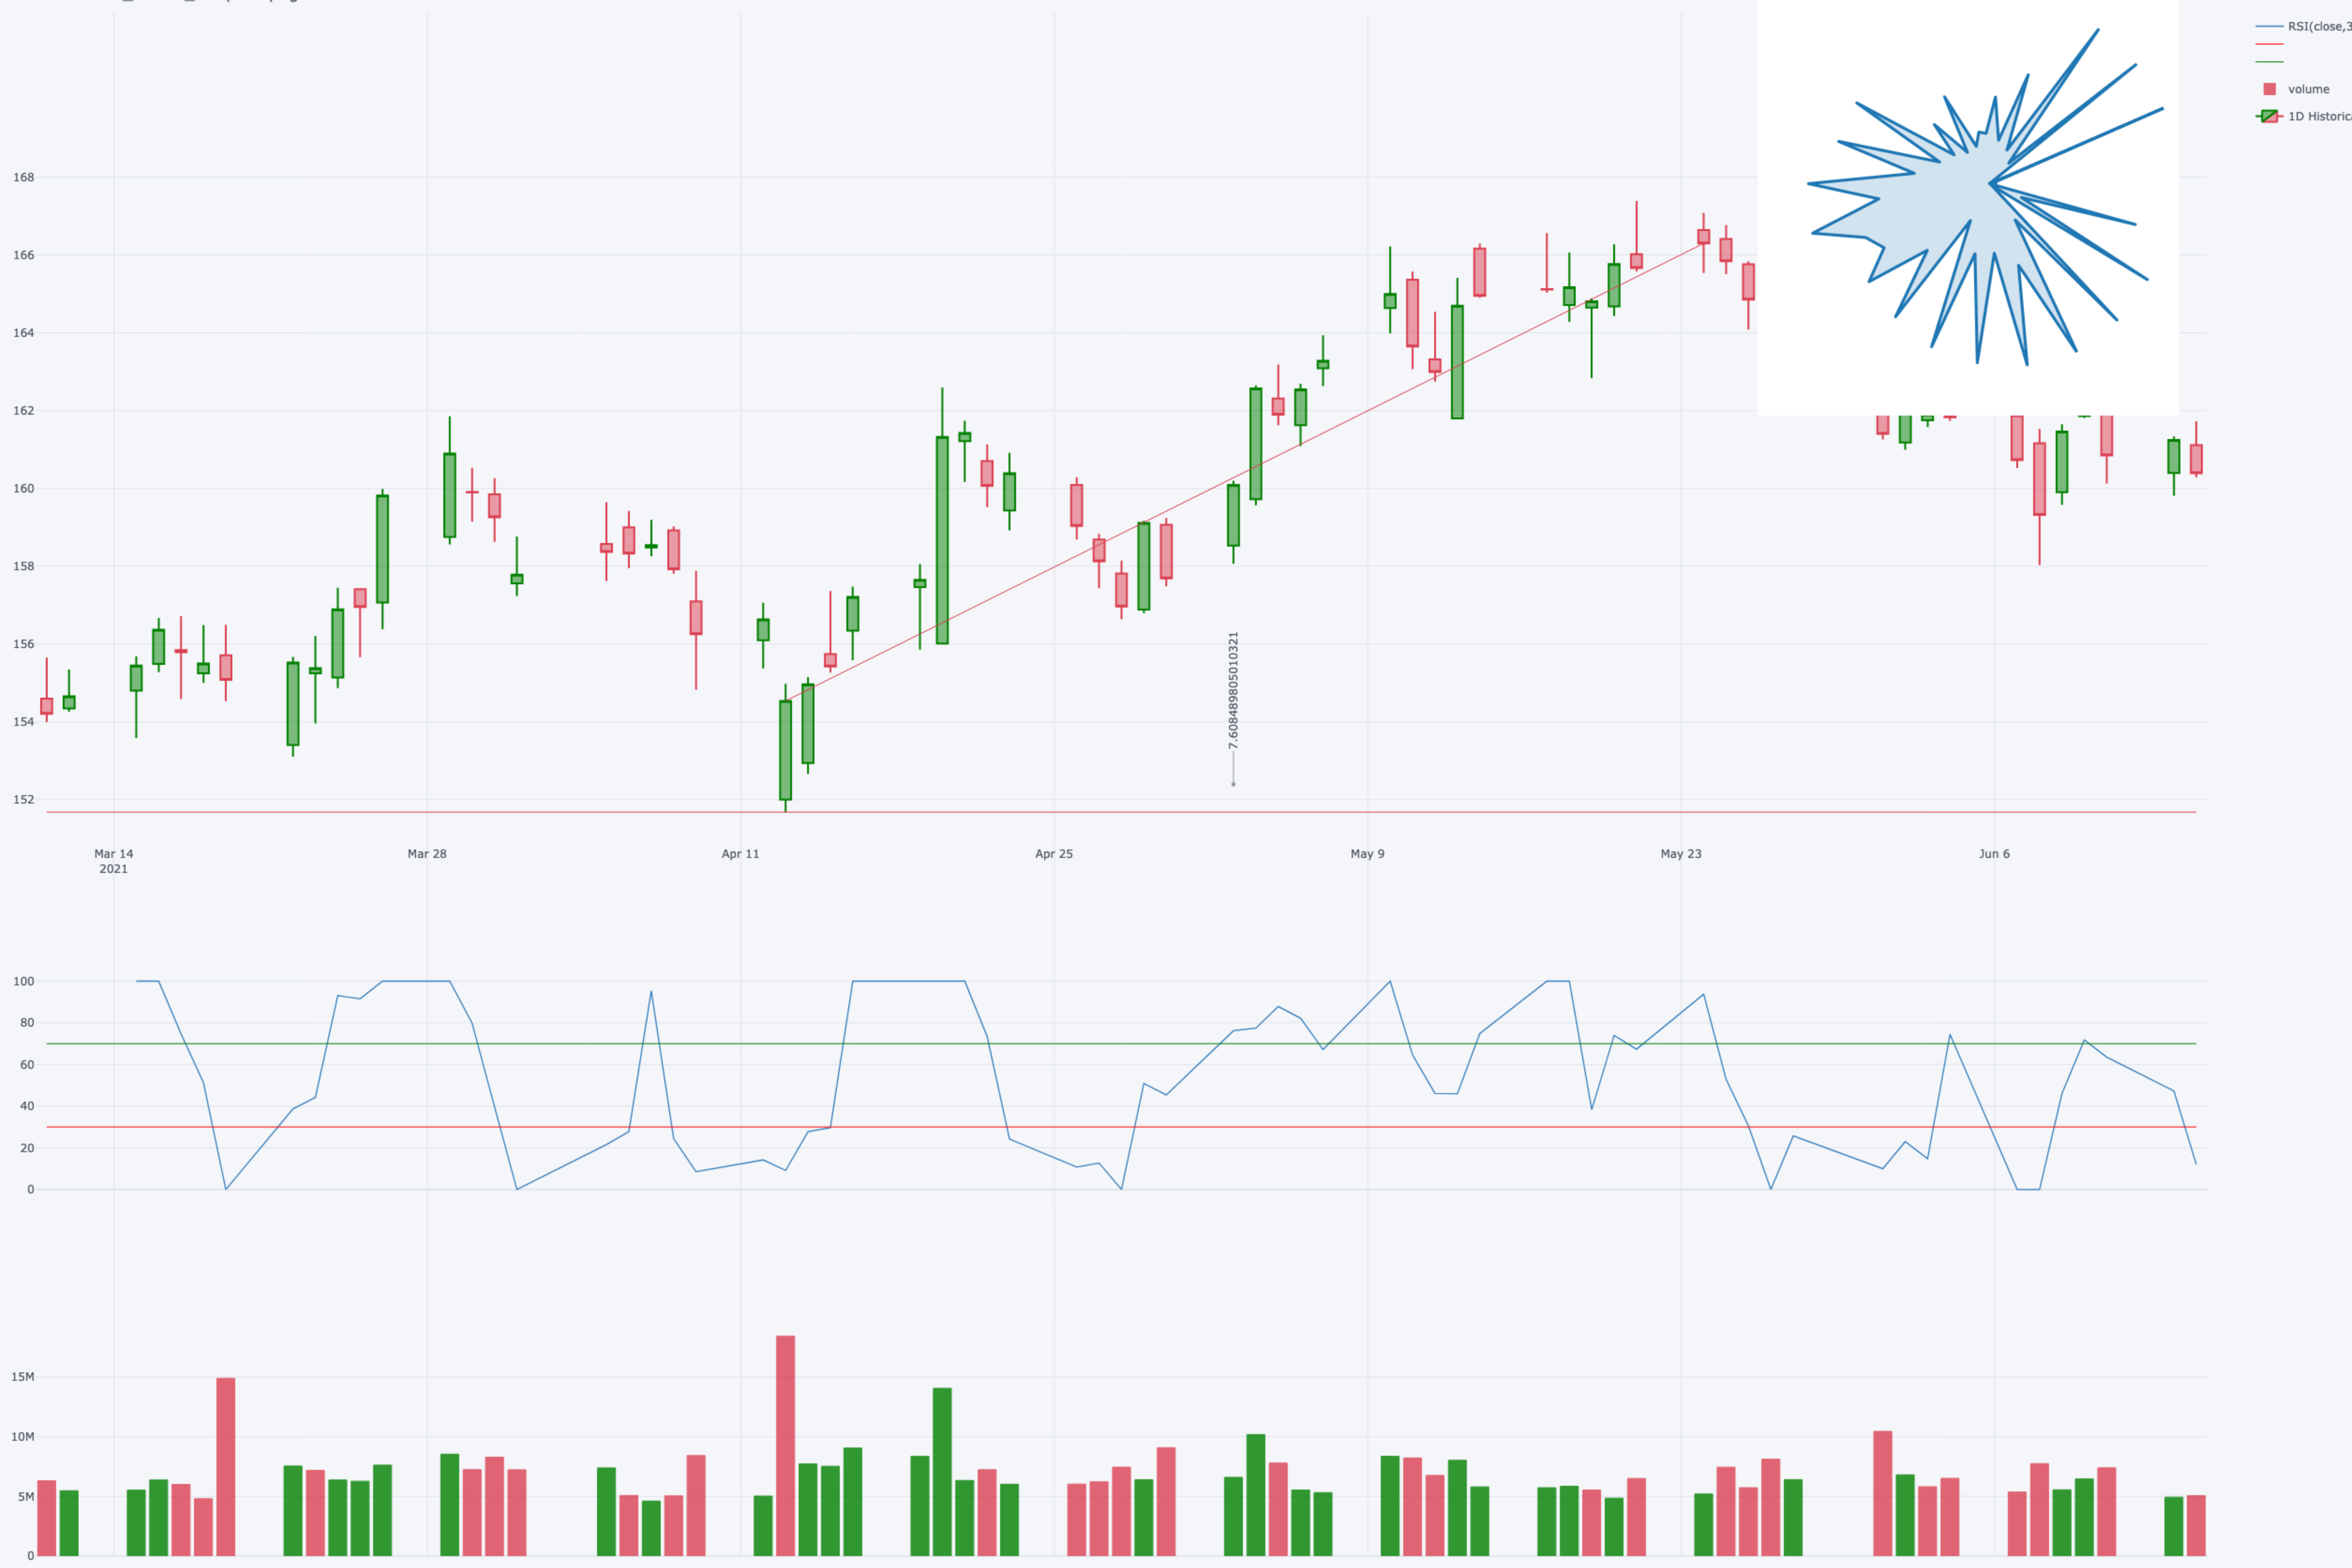 RSI(close,3
volume
1D Historic
168
166
164
162
160
158
156
154
152
7.608489805010321
Mar 14
2021
Mar 28
Apr 11
Apr 25
May 9
May 23
Jun 6
100
80
60
40
20
0
15M
10M
5M
0